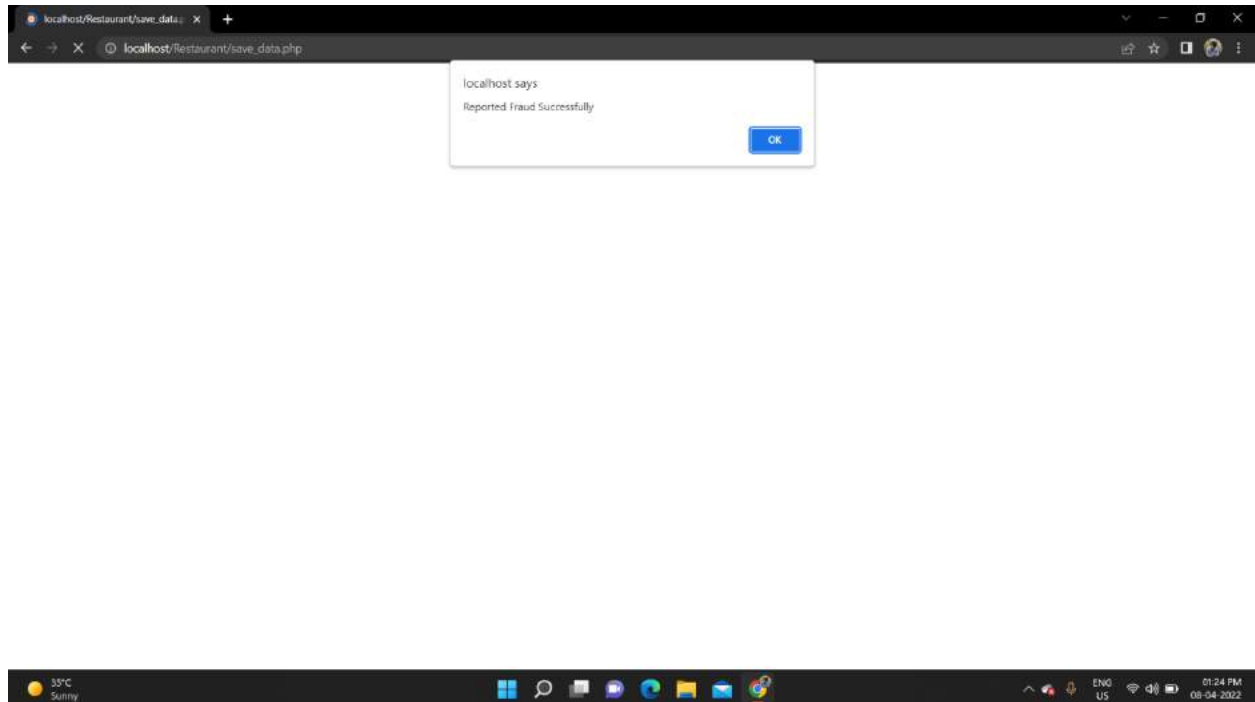 localhost/Restaurant/save_data.p
localhost/Restaurant/save_data.php
localhost says
Reported Fraud Successfully
OK
35°C
Sunny
ENG
US
01:24 PM
08-04-2022